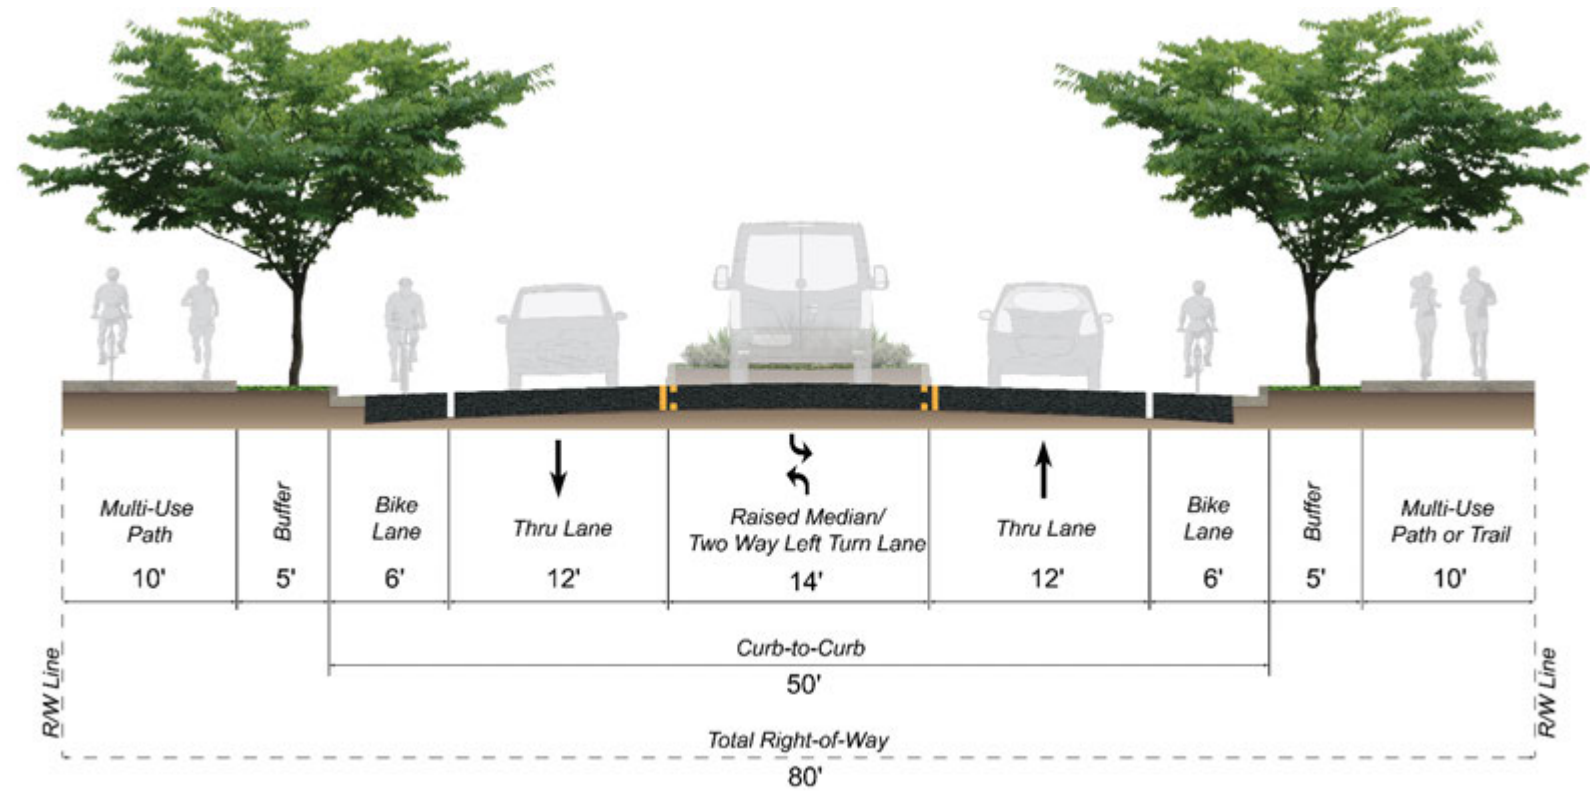 Multi-Use
Path
10'
Buffer
5'
Bike
Lane
6'
Thru Lane
12'
Raised Median/
Two Way Left Turn Lane
14'
Thru Lane
12'
Bike
Lane
6'
Buffer
5'
Multi-Use
Path or Trail
10'
Curb-to-Curb
50'
R/W Line
R/W Line
Total Right-of-Way
80'